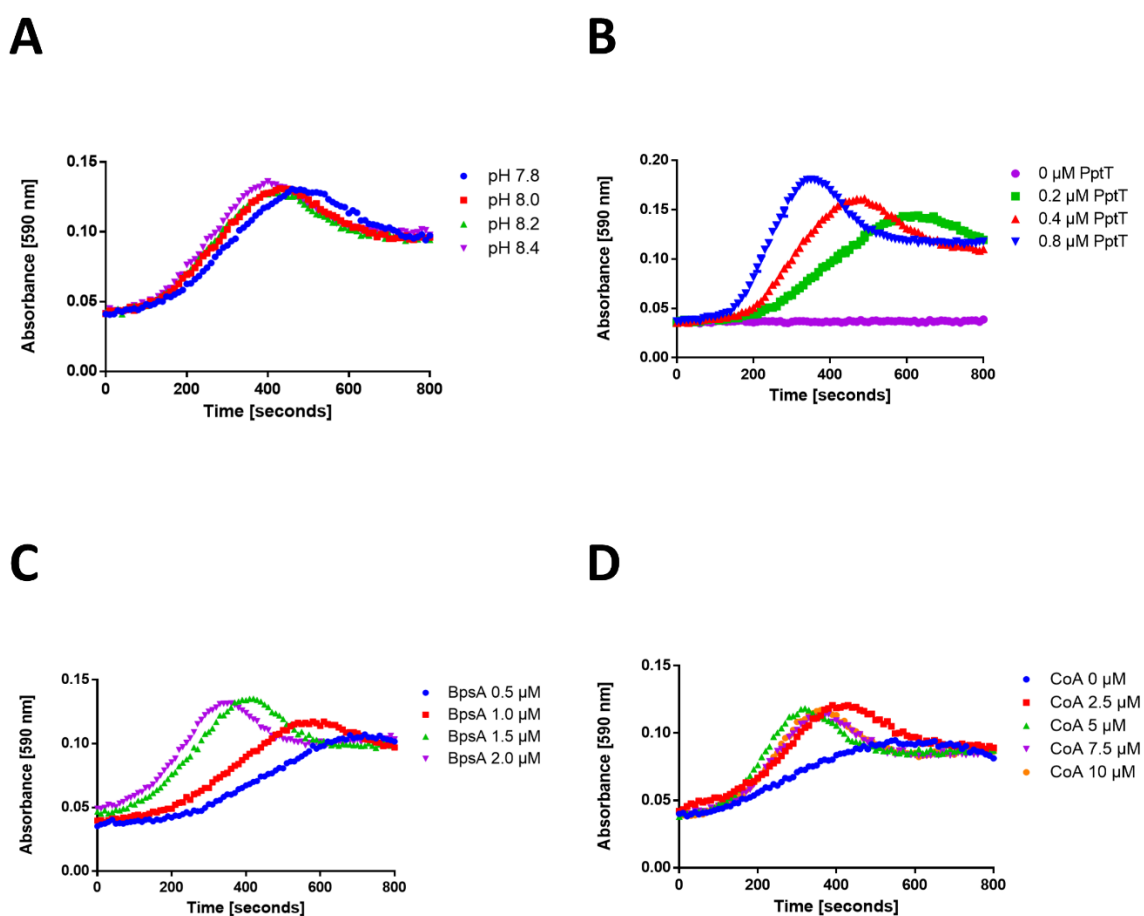 A
Absorbance [590 nm]
0.15
0.10
0.05
0.00
0
200
400
600
800
Time [seconds]
pH 7.8
pH 8.0
pH 8.2
pH 8.4
B
Absorbance [590 nm]
0.20
0.15
0.10
0.05
0.00
0
200
400
600
800
Time [seconds]
0 µM PptT
0.2 µM PptT
0.4 µM PptT
0.8 µM PptT
C
Absorbance [590 nm]
0.15
0.10
0.05
0.00
0
200
400
600
800
Time [seconds]
BpsA 0.5 µM
BpsA 1.0 µM
BpsA 1.5 µM
BpsA 2.0 µM
D
Absorbance [590 nm]
0.15
0.10
0.05
0.00
0
200
400
600
800
Time [seconds]
CoA 0 µM
CoA 2.5 µM
CoA 5 µM
CoA 7.5 µM
CoA 10 µM